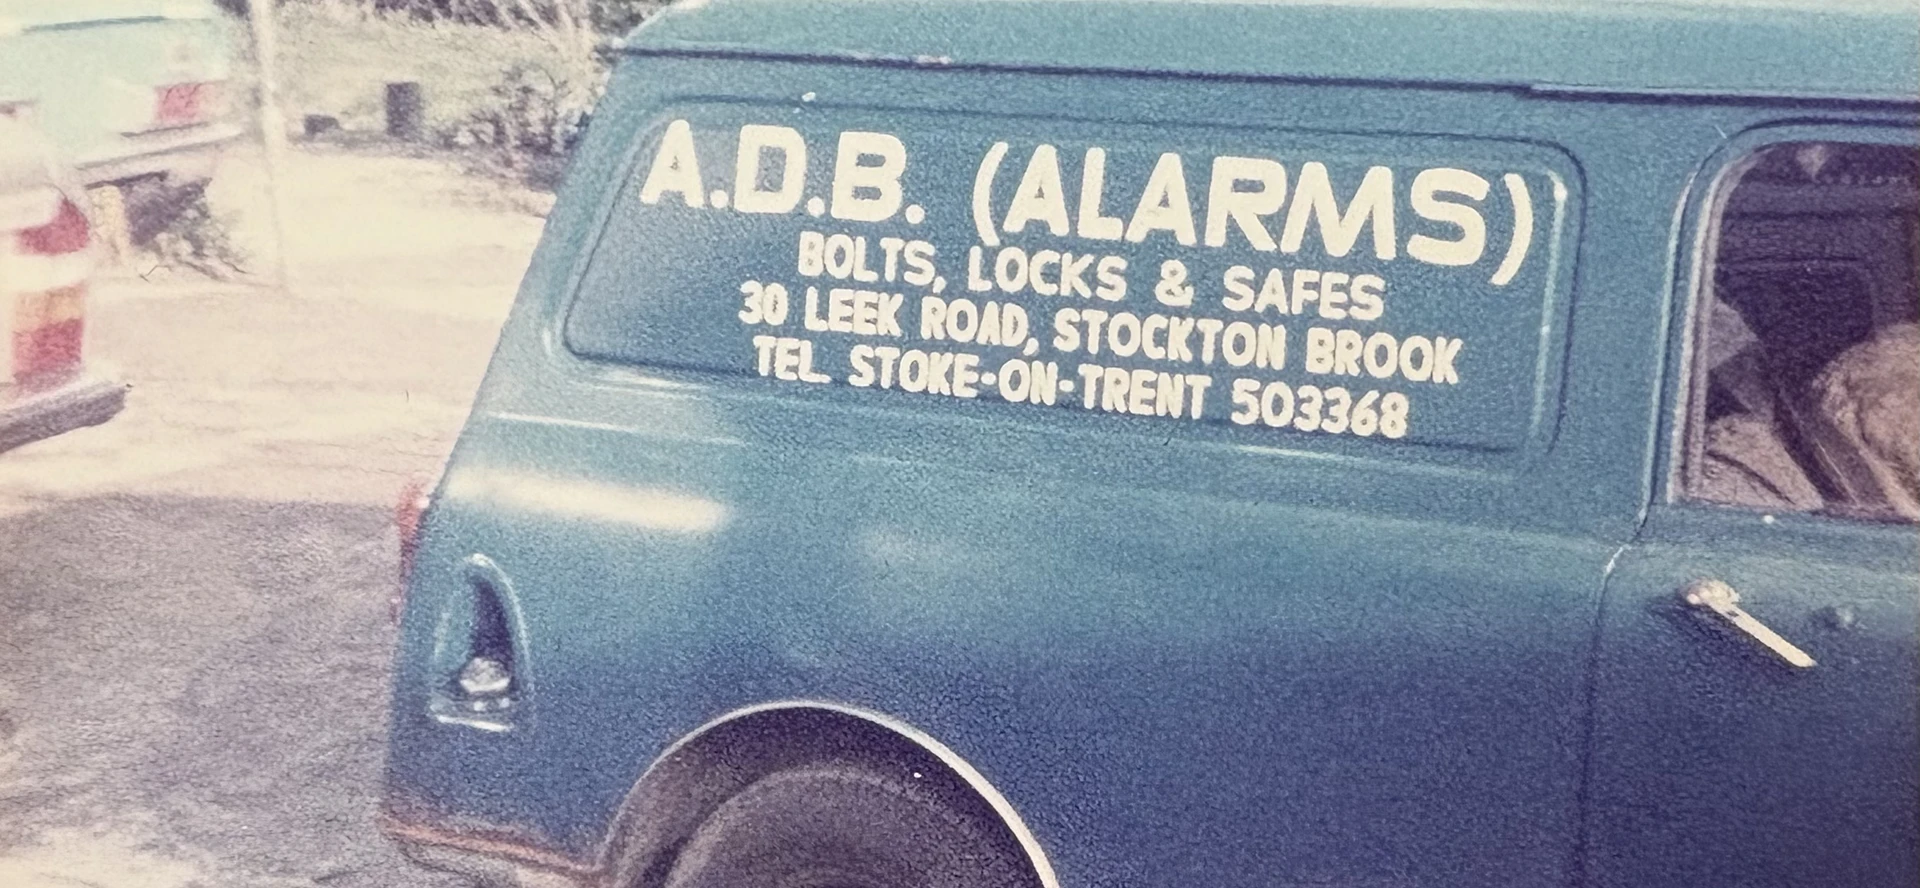 A.D.B. (ALARMS)
BOLTS, LOCKS & SAFES
30 LEEK ROAD, STOCKTON BROOK
TEL STOKE-ON-TRENT 503368